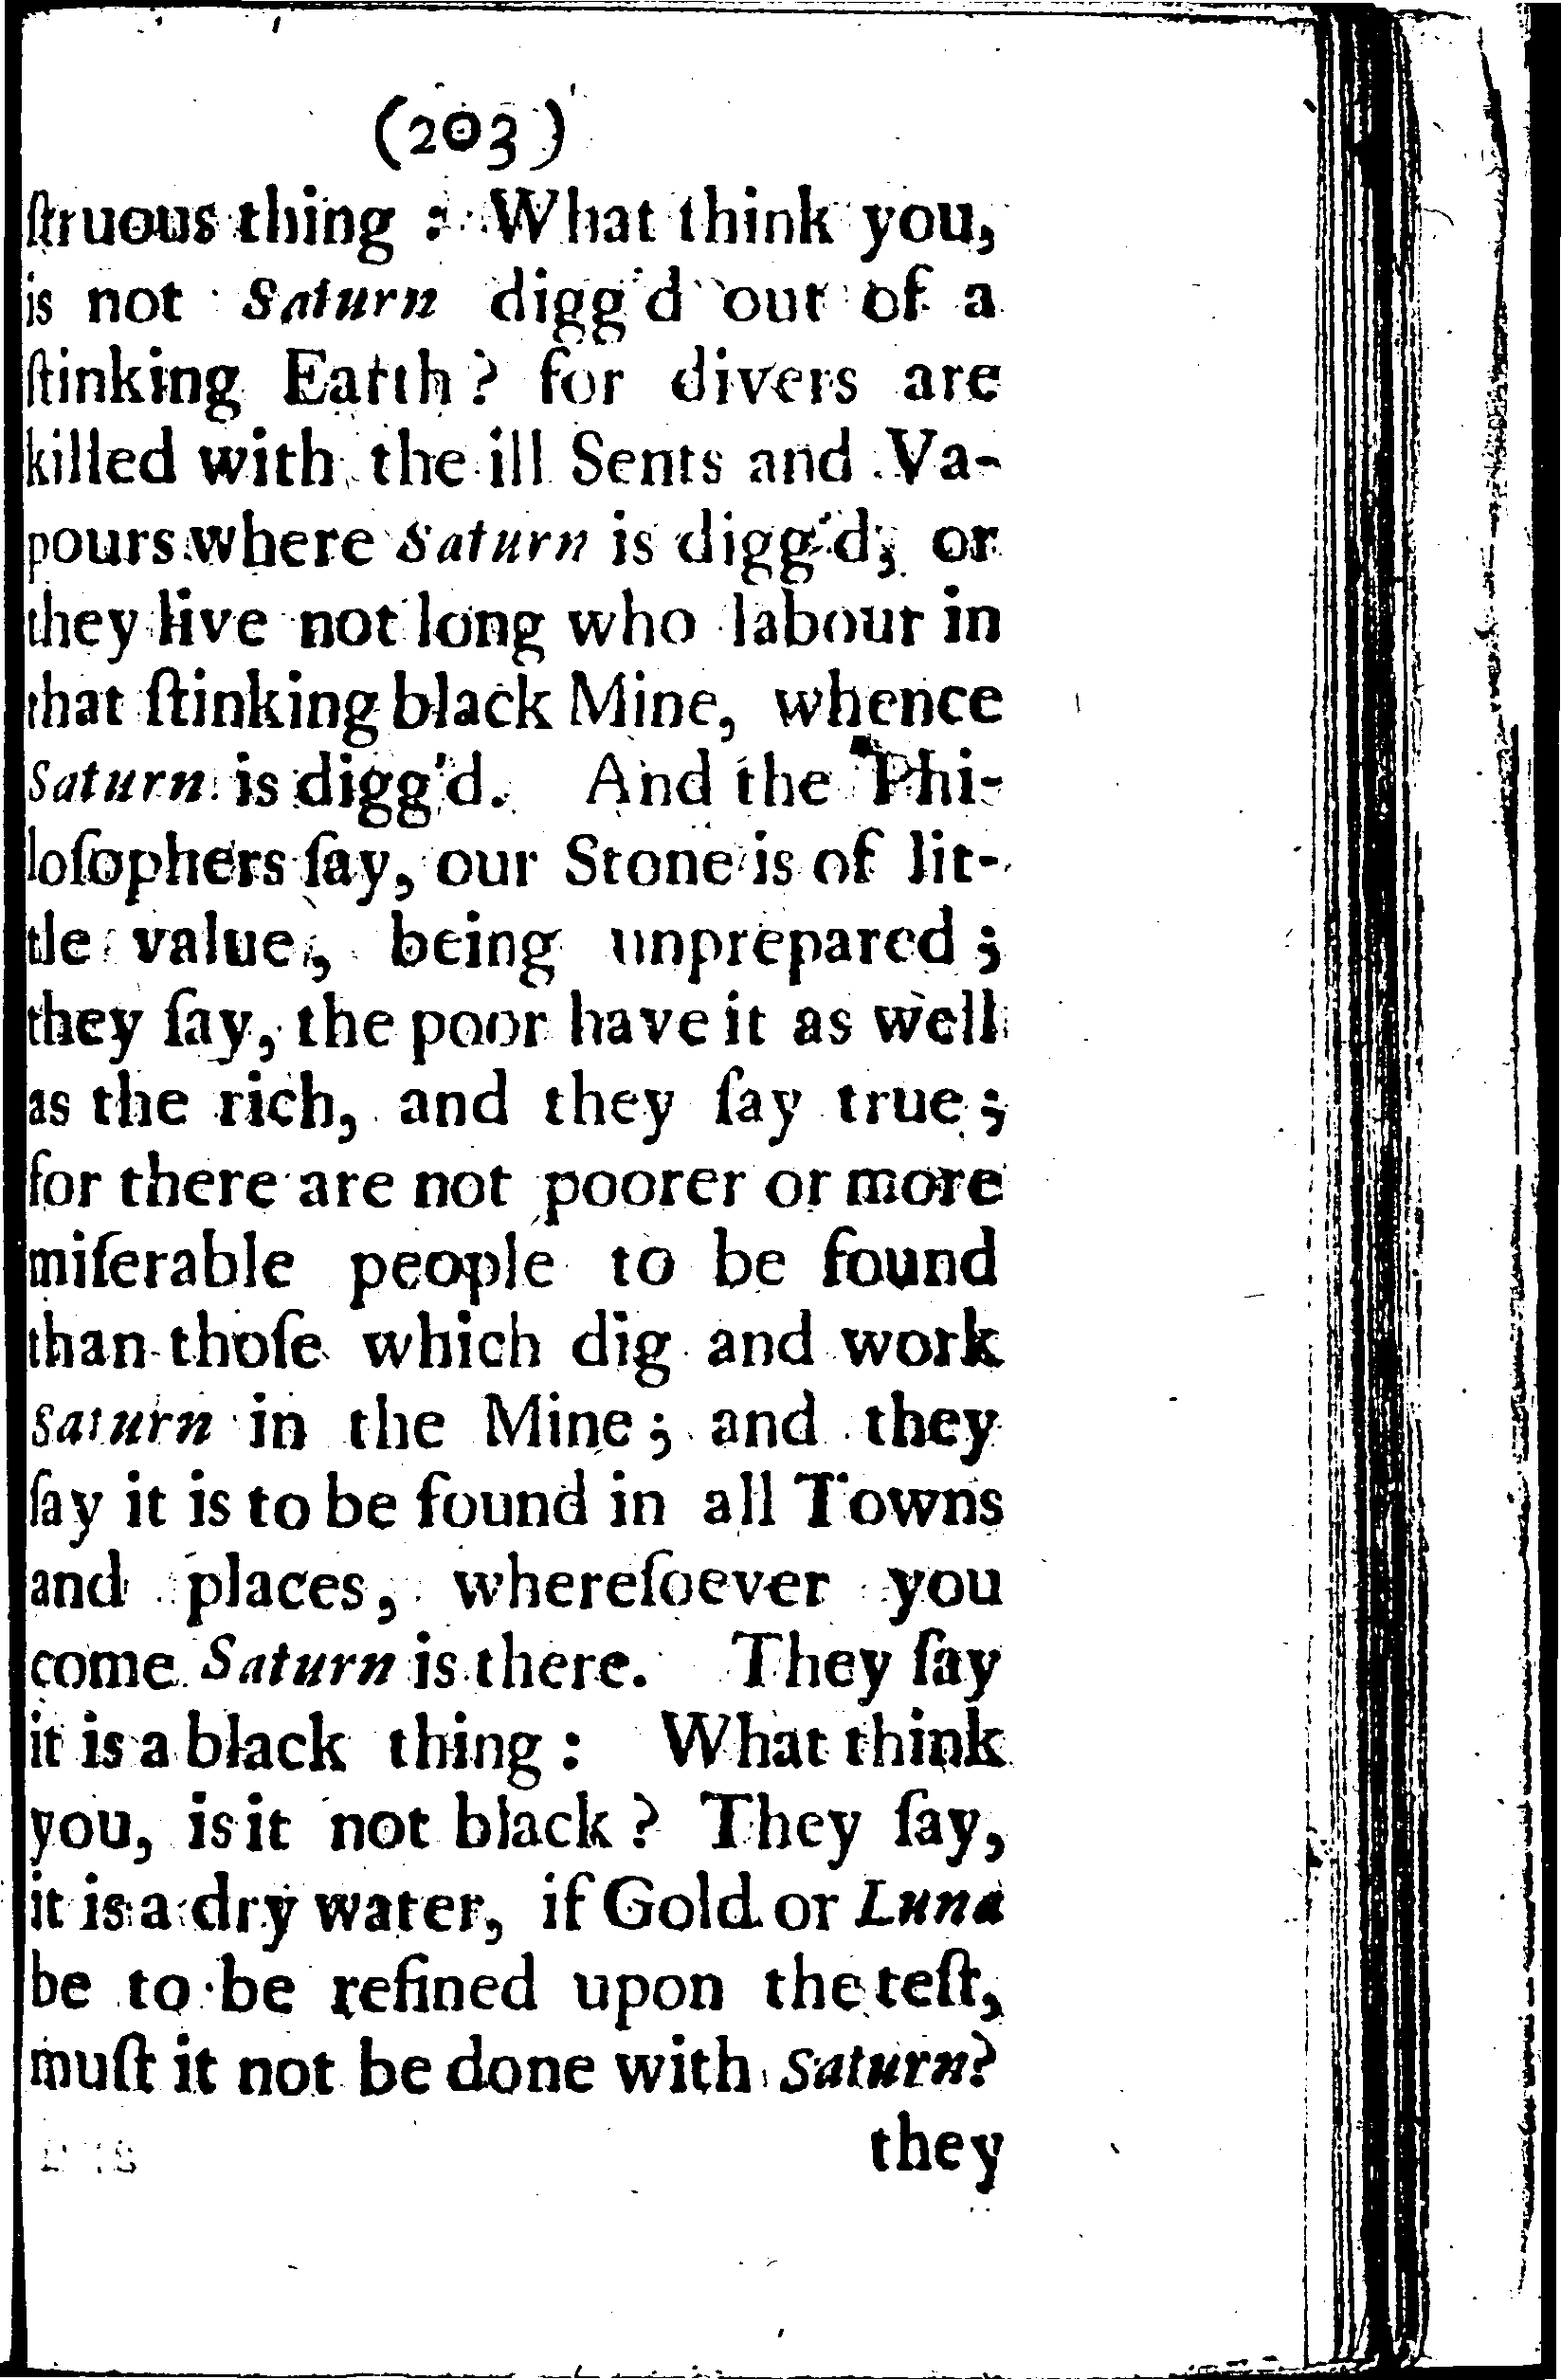 (203)
ſtruous thing : What think you,
is not Saturn digg'd out of a
ſtinking Earth ? for divers are
killed with the ill Sents and Va-
pours where Saturn is digg'd; or
they live not long who labour in
that ſtinking black Mine, whence
Saturn is digg'd. And the Phi-
loſophers ſay, our Stone is of lit-
tle value, being unprepared ;
they ſay, the poor have it as well
as the rich, and they ſay true ;
for there are not poorer or more
miſerable people to be found
than thoſe which dig and work
Saturn in the Mine ; and they
ſay it is to be found in all Towns
and places, whereſoever you
come Saturn is there. They ſay
it is a black thing : What think
you, is it not black ? They ſay,
it is a dry water, if Gold or Luna
be to be refined upon the teſt,
muſt it not be done with Saturn?
they